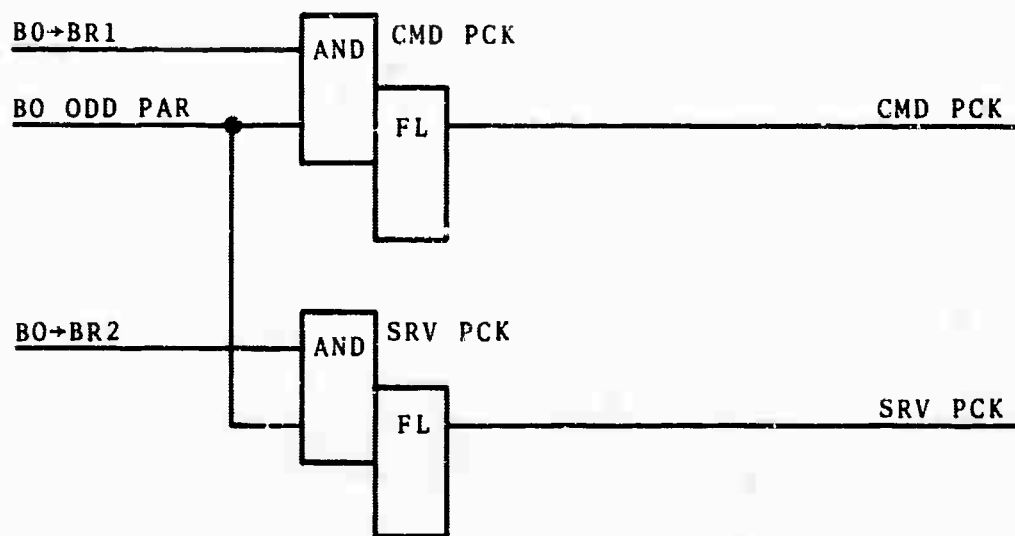 BO→BR1
AND
CMD PCK
BO ODD PAR
FL
CMD PCK
BO→BR2
AND
SRV PCK
FL
SRV PCK